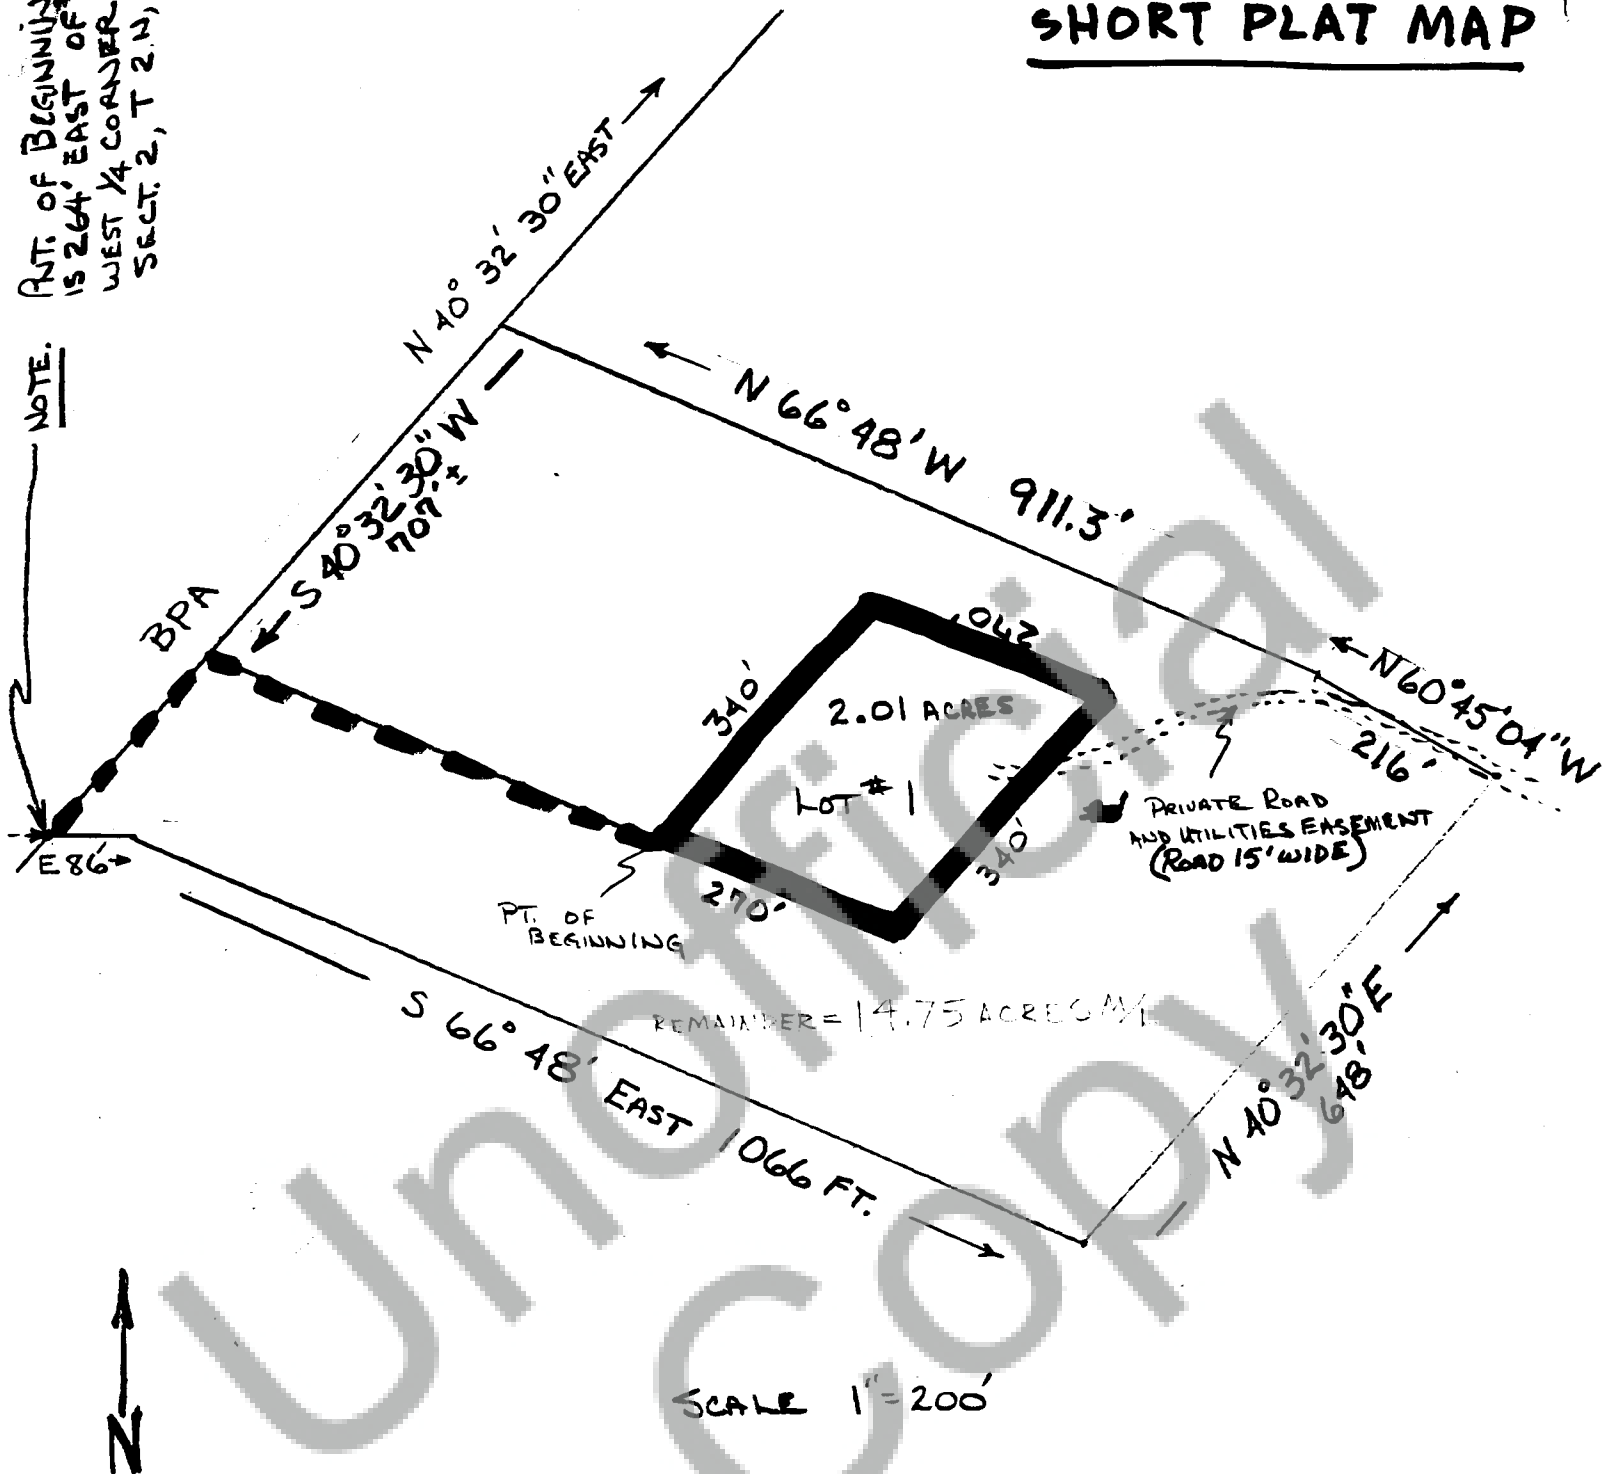 SHORT PLAT MAP
PNT. OF BEGINNIN
IS 264' EAST OF
WEST 1/4 CORNER
SECT. 2, T 2 N,
NOTE.
N 40° 32' 30" EAST
N 66° 48' W 911.3'
S 40° 32' 30" W
707' ±
BPA
N 60° 45' 04" W
216'
270'
340'
2.01 ACRES
LOT # 1
340'
PRIVATE ROAD
AND UTILITIES EASEMENT
(ROAD 15' WIDE)
E 86'
270'
PT. OF
BEGINNING
REMAINDER = 14.75 ACRES
S 66° 48' EAST 1066 FT.
N 40° 32' 30" E
648'
SCALE 1" = 200'
N
Unofficial
Copy